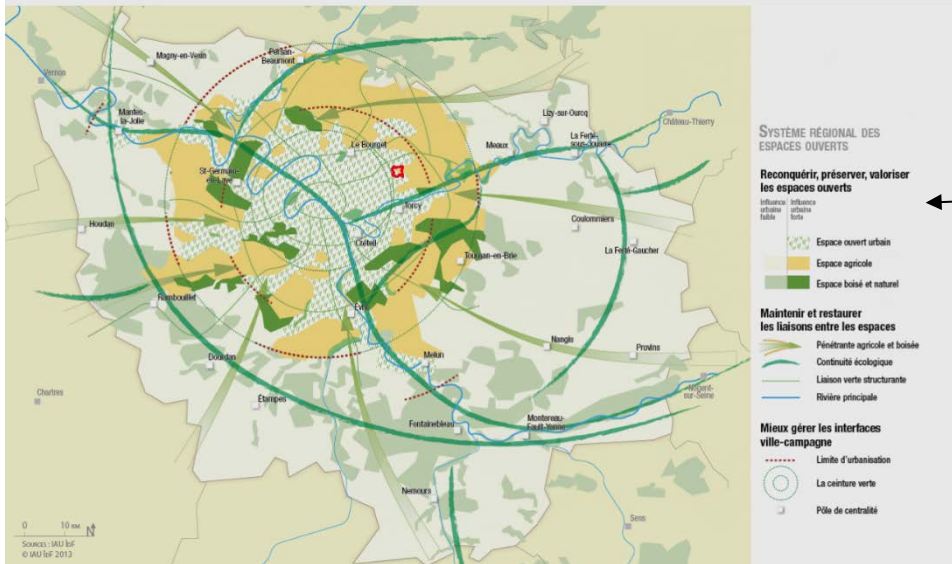 Magny-en-Vexin
Persan-
Beaumont
Vernon
Mantes-
la-Jolie
Lizy-sur-Ourcq
Château-Thierry
La Ferté-
sous-Jouarre
Meaux
Le Bourget
St-Germain-
en-Laye
Torcy
Houdan
Créteil
Coulommiers
La Ferté-Gaucher
Tournan-en-Brie
Rambouillet
Évry
Nangis
Provins
Dourdan
Melun
Nogent-
sur-Seine
Chartres
Étampes
Fontainebleau
Montereau-
Fault-Yonne
Nemours
Sens
0 10 KM
N
SOURCES : IAU îdF
© IAU îdF 2013
SYSTÈME RÉGIONAL DES
ESPACES OUVERTS
Reconquérir, préserver, valoriser
les espaces ouverts
Influence
urbaine
faible
Influence
urbaine
forte
Espace ouvert urbain
Espace agricole
Espace boisé et naturel
Maintenir et restaurer
les liaisons entre les espaces
Pénétrante agricole et boisée
Continuité écologique
Liaison verte structurante
Rivière principale
Mieux gérer les interfaces
ville-campagne
Limite d'urbanisation
La ceinture verte
Pôle de centralité